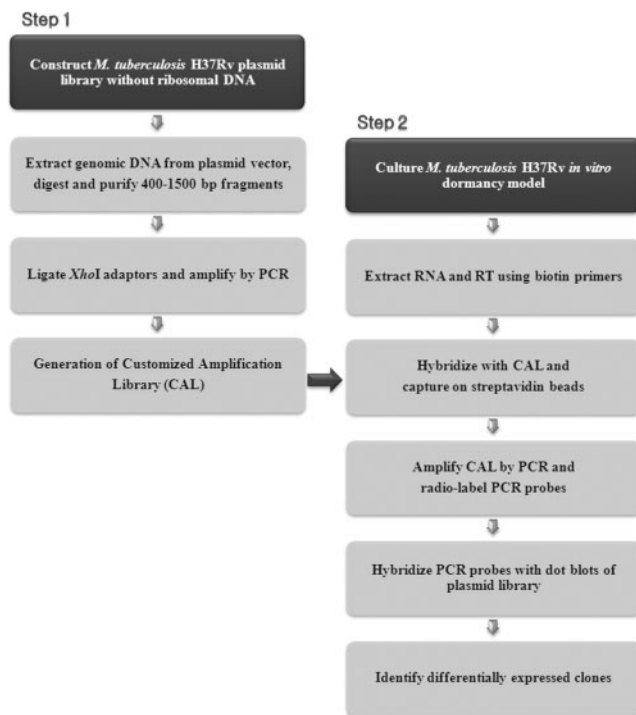 Step 1
Construct M. tuberculosis H37Rv plasmid
library without ribosomal DNA
Extract genomic DNA from plasmid vector,
digest and purify 400-1500 bp fragments
Ligate XhoI adaptors and amplify by PCR
Generation of Customized Amplification
Library (CAL)
Step 2
Culture M. tuberculosis H37Rv in vitro
dormancy model
Extract RNA and RT using biotin primers
Hybridize with CAL and
capture on streptavidin beads
Amplify CAL by PCR and
radio-label PCR probes
Hybridize PCR probes with dot blots of
plasmid library
Identify differentially expressed clones